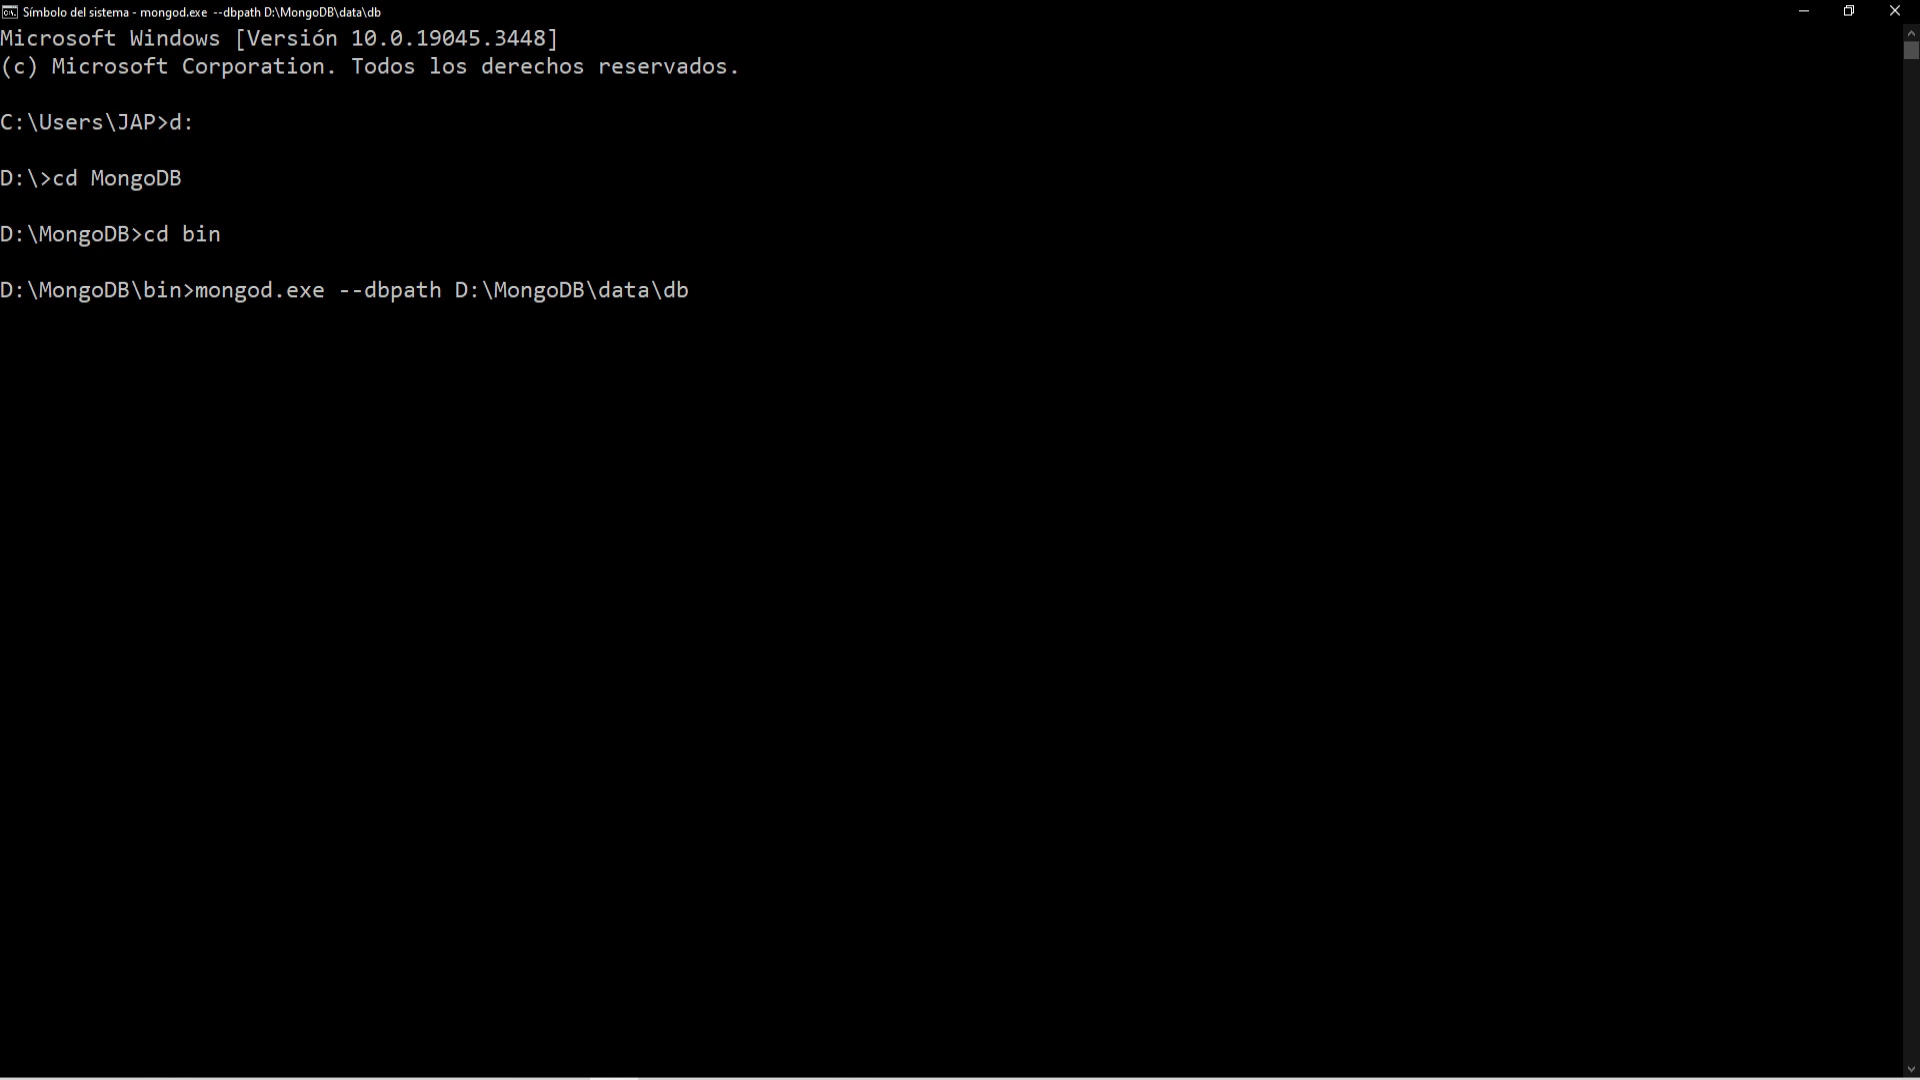 Símbolo del sistema - mongod.exe  --dbpath D:\MongoDB\data\db
Microsoft Windows [Versión 10.0.19045.3448]
(c) Microsoft Corporation. Todos los derechos reservados.
C:\Users\JAP>d:
D:\>cd MongoDB
D:\MongoDB>cd bin
D:\MongoDB\bin>mongod.exe --dbpath D:\MongoDB\data\db